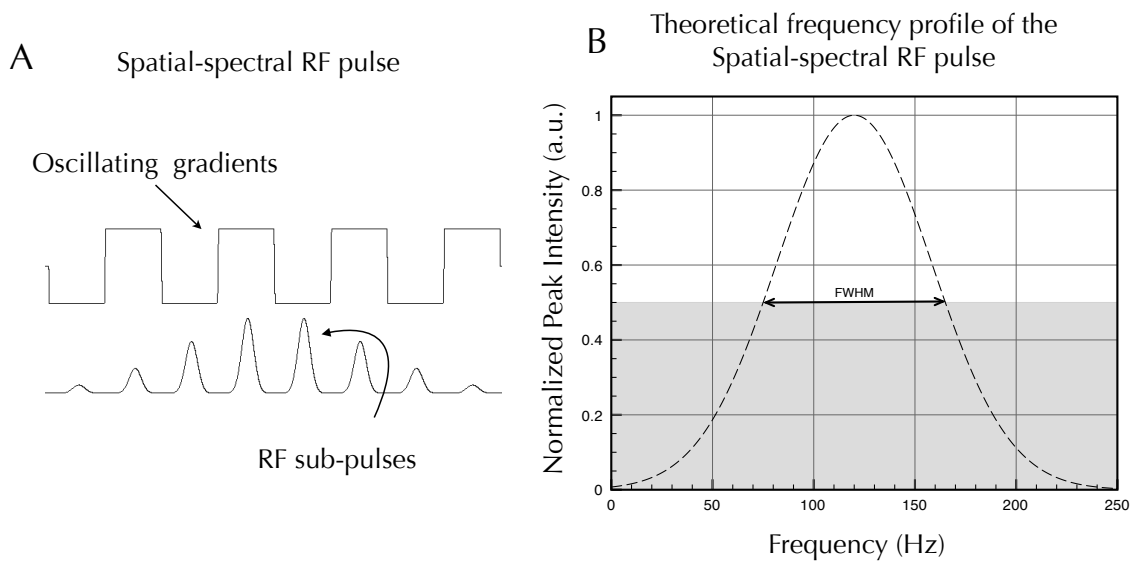 A
Spatial-spectral RF pulse
Oscillating gradients
RF sub-pulses
B
Theoretical frequency profile of the
Spatial-spectral RF pulse
Normalized Peak Intensity (a.u.)
1
0.8
0.6
0.4
0.2
0
FWHM
0 50 100 150 200 250
Frequency (Hz)